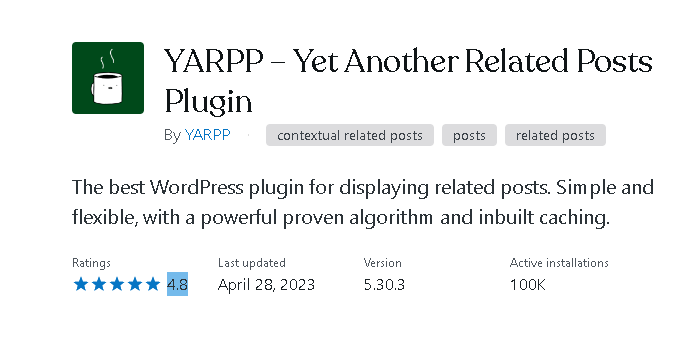 YARPP – Yet Another Related Posts
Plugin
By YARPP · contextual related posts posts related posts
The best WordPress plugin for displaying related posts. Simple and
flexible, with a powerful proven algorithm and inbuilt caching.
Ratings Last updated Version Active installations
★★★★★ 4.8 April 28, 2023 5.30.3 100K